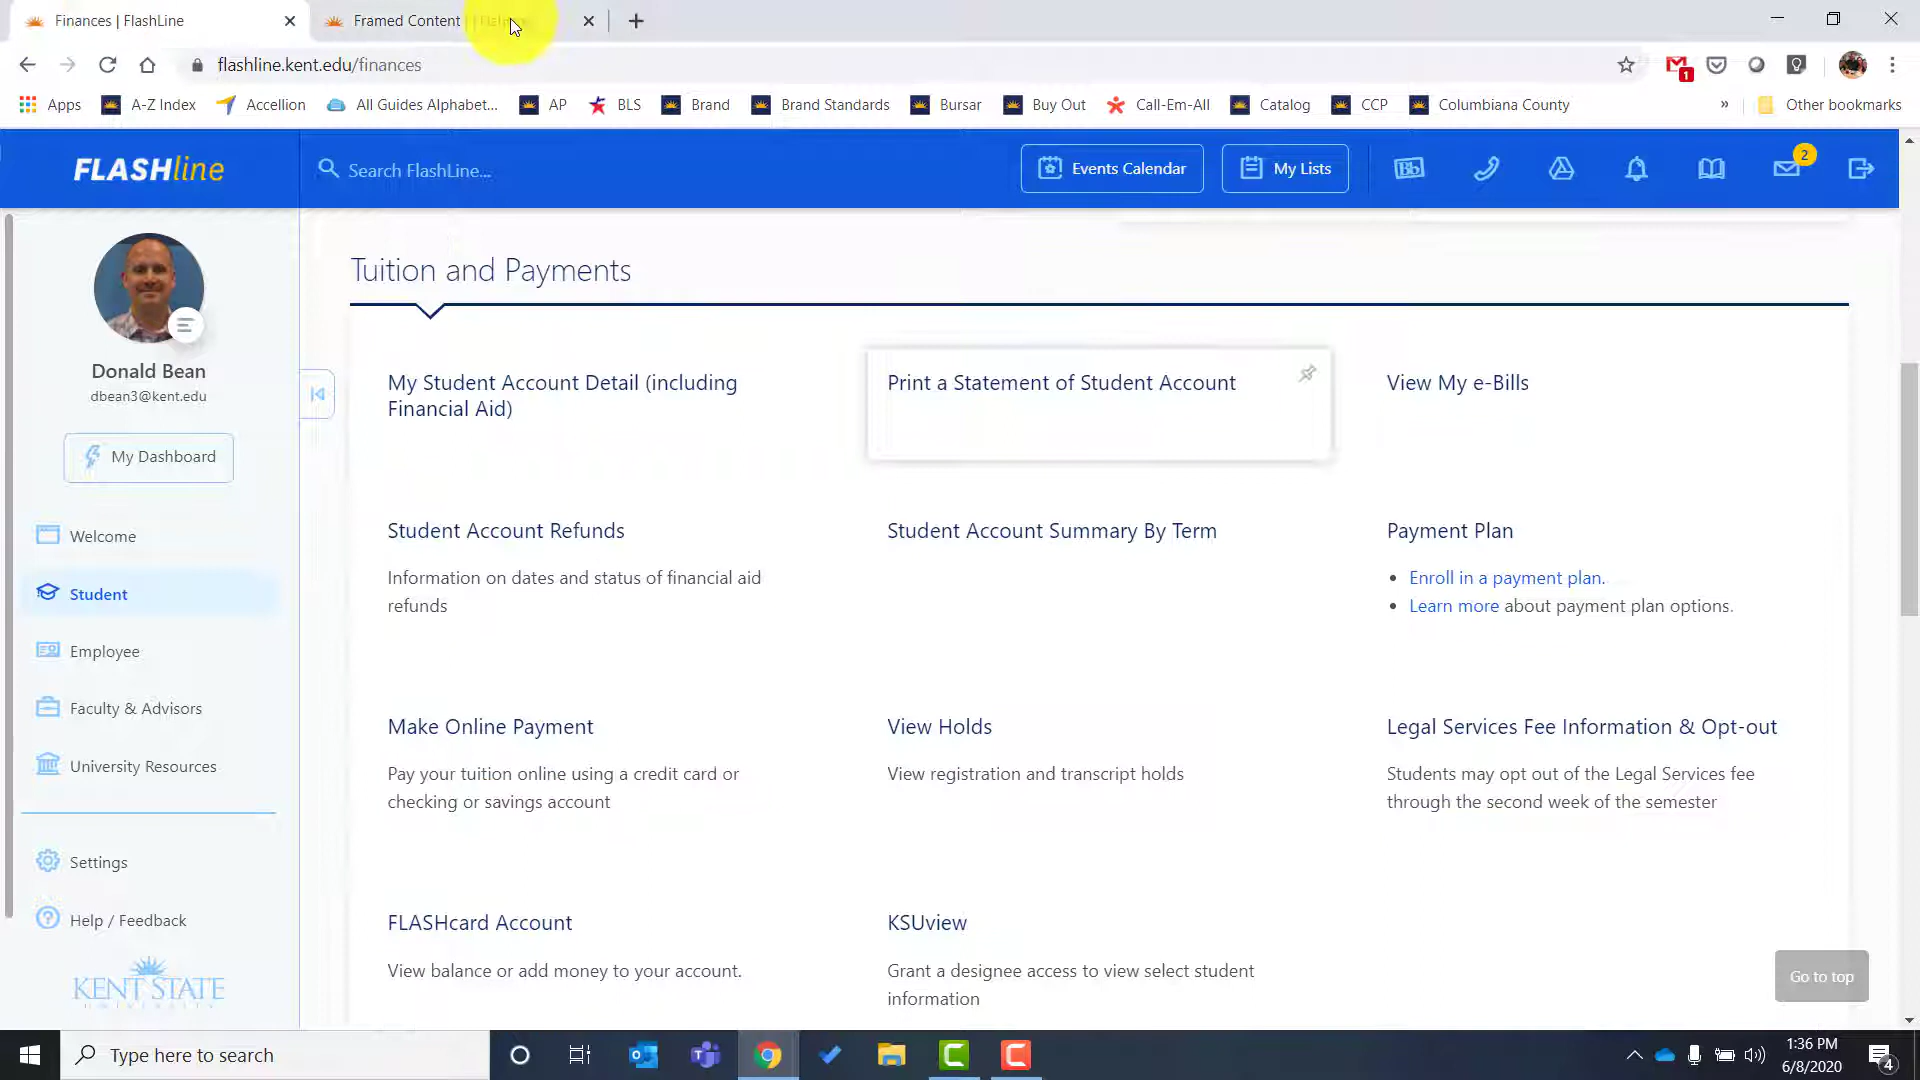 Finances | FlashLine
Framed Content |
flashline.kent.edu/finances
1
Apps
A-Z Index
Accellion
All Guides Alphabet...
AP
BLS
Brand
Brand Standards
Bursar
Buy Out
Call-Em-All
Catalog
CCP
Columbiana County
»
Other bookmarks
FLASHline
Search FlashLine...
Events Calendar
My Lists
Bb
2
Donald Bean
dbean3@kent.edu
My Dashboard
Welcome
Student
Employee
Faculty & Advisors
University Resources
Settings
Help / Feedback
KENT STATE
Tuition and Payments
My Student Account Detail (including
Financial Aid)
Print a Statement of Student Account
View My e-Bills
Student Account Refunds
Information on dates and status of financial aid
refunds
Student Account Summary By Term
Payment Plan
• Enroll in a payment plan.
• Learn more about payment plan options.
Make Online Payment
Pay your tuition online using a credit card or
checking or savings account
View Holds
View registration and transcript holds
Legal Services Fee Information & Opt-out
Students may opt out of the Legal Services fee
through the second week of the semester
FLASHcard Account
View balance or add money to your account.
KSUview
Grant a designee access to view select student
information
Go to top
Type here to search
1:36 PM
6/8/2020
4